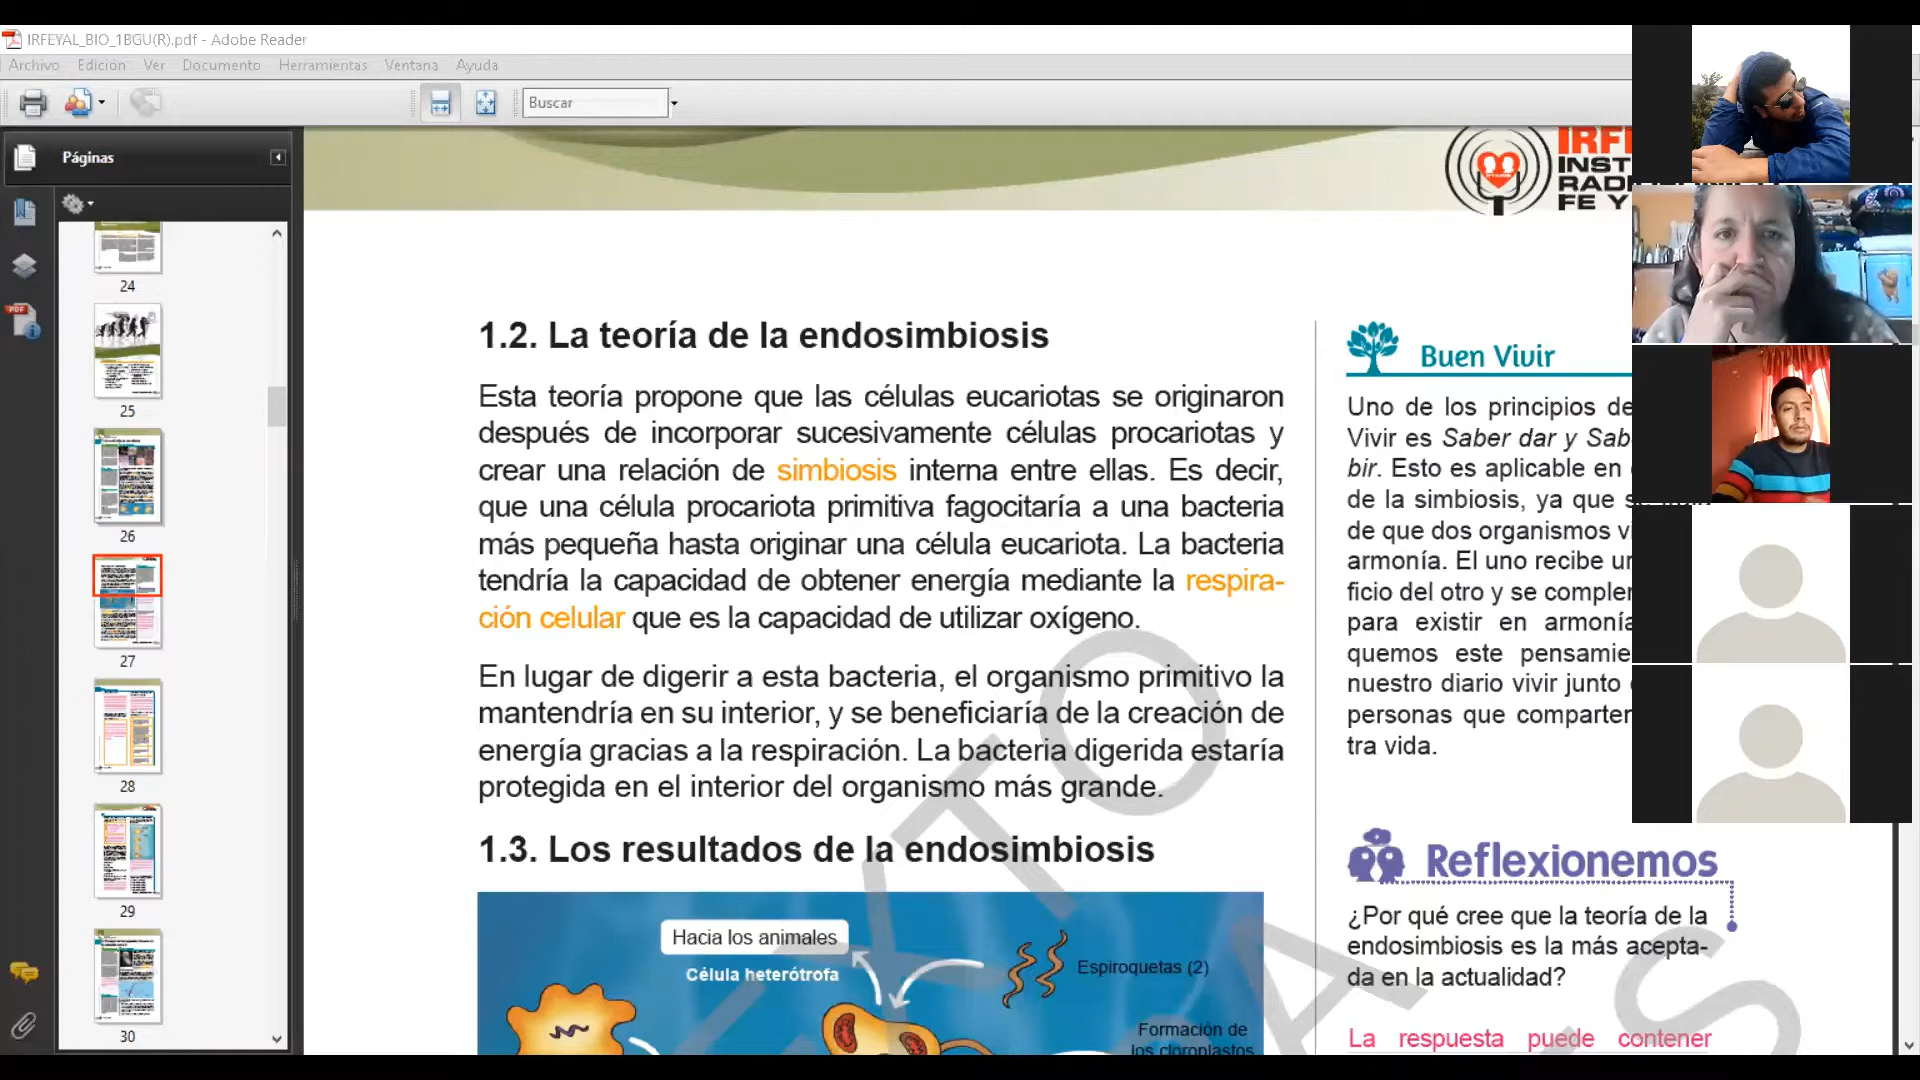 IRFEYAL_BIO_1BGU(R).pdf - Adobe Reader
Archivo Edición Ver Documento Herramientas Ventana Ayuda
Buscar
Páginas
24
25
26
27
28
29
30
IRF
INST
RADI
FE Y
1.2. La teoría de la endosimbiosis
Esta teoría propone que las células eucariotas se originaron
después de incorporar sucesivamente células procariotas y
crear una relación de simbiosis interna entre ellas. Es decir,
que una célula procariota primitiva fagocitaría a una bacteria
más pequeña hasta originar una célula eucariota. La bacteria
tendría la capacidad de obtener energía mediante la respira-
ción celular que es la capacidad de utilizar oxígeno.
En lugar de digerir a esta bacteria, el organismo primitivo la
mantendría en su interior, y se beneficiaría de la creación de
energía gracias a la respiración. La bacteria digerida estaría
protegida en el interior del organismo más grande.
1.3. Los resultados de la endosimbiosis
Hacia los animales
Célula heterótrofa
Espiroquetas (2)
Formación de
los cloroplastos
Buen Vivir
Uno de los principios de
Vivir es Saber dar y Sab
bir. Esto es aplicable en
de la simbiosis, ya que s
de que dos organismos vi
armonía. El uno recibe un
ficio del otro y se complem
para existir en armonía
quemos este pensamie
nuestro diario vivir junto
personas que comparten
tra vida.
Reflexionemos
¿Por qué cree que la teoría de la
endosimbiosis es la más acepta-
da en la actualidad?
La respuesta puede contener